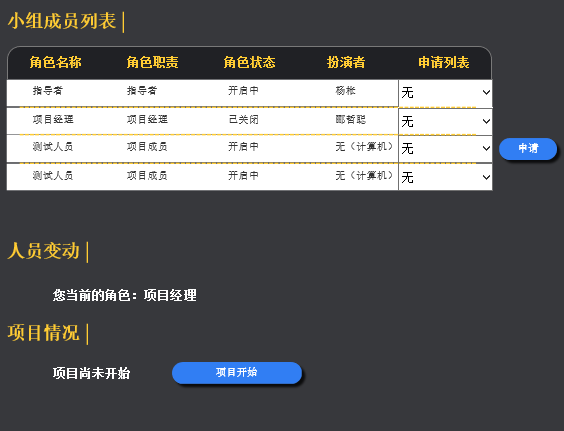 小组成员列表
角色名称 角色职责 角色状态 扮演者 申请列表
指导者 指导者 开启中 杨彬 无
项目经理 项目经理 已关闭 郦哲聪 无
测试人员 项目成员 开启中 无（计算机） 无 申请
测试人员 项目成员 开启中 无（计算机） 无
人员变动
您当前的角色：项目经理
项目情况
项目尚未开始 项目开始